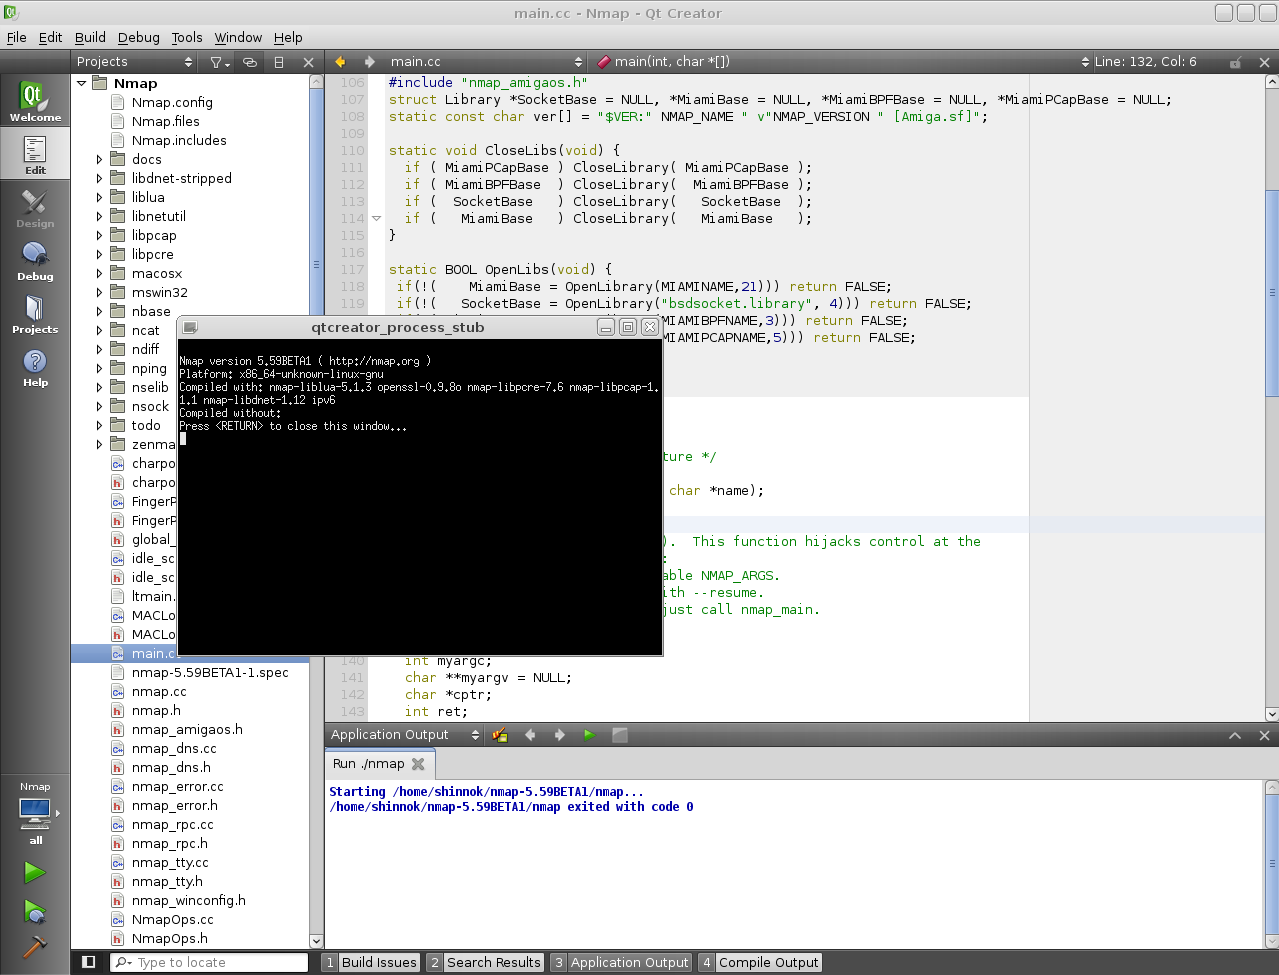 main.cc - Nmap - Qt Creator
File Edit Build Debug Tools Window Help
Projects
main.cc
main(int, char *[])
Line: 132, Col: 6
Welcome
Edit
Design
Debug
Projects
Help
Nmap
all
Nmap
Nmap.config
Nmap.files
Nmap.includes
docs
libdnet-stripped
liblua
libnetutil
libpcap
libpcre
macosx
mswin32
nbase
ncat
ndiff
nping
nselib
nsock
todo
zenma
charpo
charpo
FingerP
FingerP
global_
idle_sc
idle_sc
ltmain.
MACLo
MACLo
main.c
nmap-5.59BETA1-1.spec
nmap.cc
nmap.h
nmap_amigaos.h
nmap_dns.cc
nmap_dns.h
nmap_error.cc
nmap_error.h
nmap_rpc.cc
nmap_rpc.h
nmap_tty.cc
nmap_tty.h
nmap_winconfig.h
NmapOps.cc
NmapOps.h
106 #include "nmap_amigaos.h"
107 struct Library *SocketBase = NULL, *MiamiBase = NULL, *MiamiBPFBase = NULL, *MiamiPCapBase = NULL;
108 static const char ver[] = "$VER:" NMAP_NAME " v"NMAP_VERSION " [Amiga.sf]";
109
110 static void CloseLibs(void) {
111 if ( MiamiPCapBase ) CloseLibrary( MiamiPCapBase );
112 if ( MiamiBPFBase ) CloseLibrary( MiamiBPFBase );
113 if ( SocketBase ) CloseLibrary( SocketBase );
114 if ( MiamiBase ) CloseLibrary( MiamiBase );
115 }
116
117 static BOOL OpenLibs(void) {
118 if(!( MiamiBase = OpenLibrary(MIAMINAME,21))) return FALSE;
119 if(!( SocketBase = OpenLibrary("bsdsocket.library", 4))) return FALSE;
MIAMIBPFNAME,3))) return FALSE;
MIAMIPCAPNAME,5))) return FALSE;
ture */
char *name);
). This function hijacks control at the
:
able NMAP_ARGS.
ith --resume.
just call nmap_main.
140 int myargc;
141 char **myargv = NULL;
142 char *cptr;
143 int ret;
qtcreator_process_stub
Nmap version 5.59BETA1 ( http://nmap.org )
Platform: x86_64-unknown-linux-gnu
Compiled with: nmap-liblua-5.1.3 openssl-0.9.8o nmap-libpcre-7.6 nmap-libpcap-1.
1.1 nmap-libdnet-1.12 ipv6
Compiled without:
Press <RETURN> to close this window...
Application Output
Run ./nmap
Starting /home/shinnok/nmap-5.59BETA1/nmap...
/home/shinnok/nmap-5.59BETA1/nmap exited with code 0
Type to locate
1 Build Issues 2 Search Results 3 Application Output 4 Compile Output